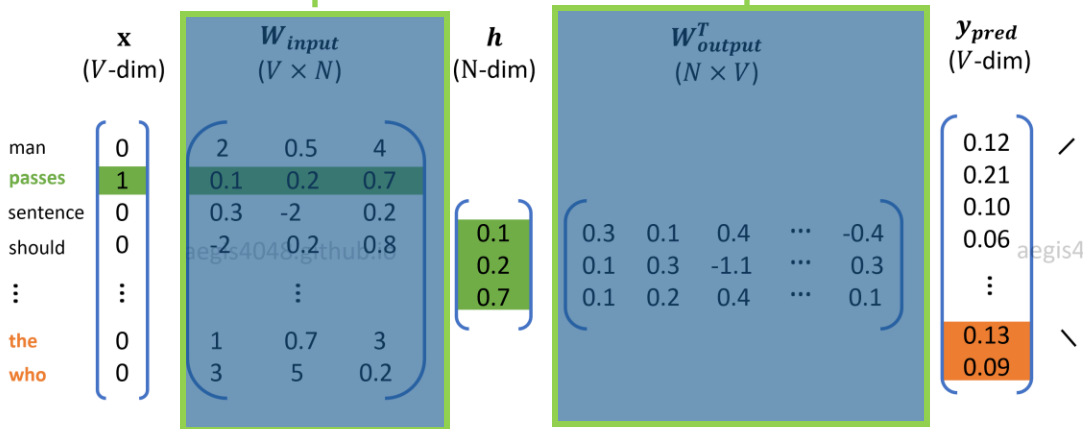 x W_input h W^T_output y_pred
(V-dim) (V × N) (N-dim) (N × V) (V-dim)
man 0 2 0.5 4 0.12
passes 1 0.1 0.2 0.7 0.21
sentence 0 0.3 -2 0.2 0.10
should 0 -2 0.2 0.8 0.1 0.3 0.1 0.4 ... -0.4 0.06
aegis4048.github.io aegis4
⋮ ⋮ ⋮ 0.2 0.1 0.3 -1.1 ... 0.3 ⋮
0.7 0.1 0.2 0.4 ... 0.1
the 0 1 0.7 3 0.13
who 0 3 5 0.2 0.09